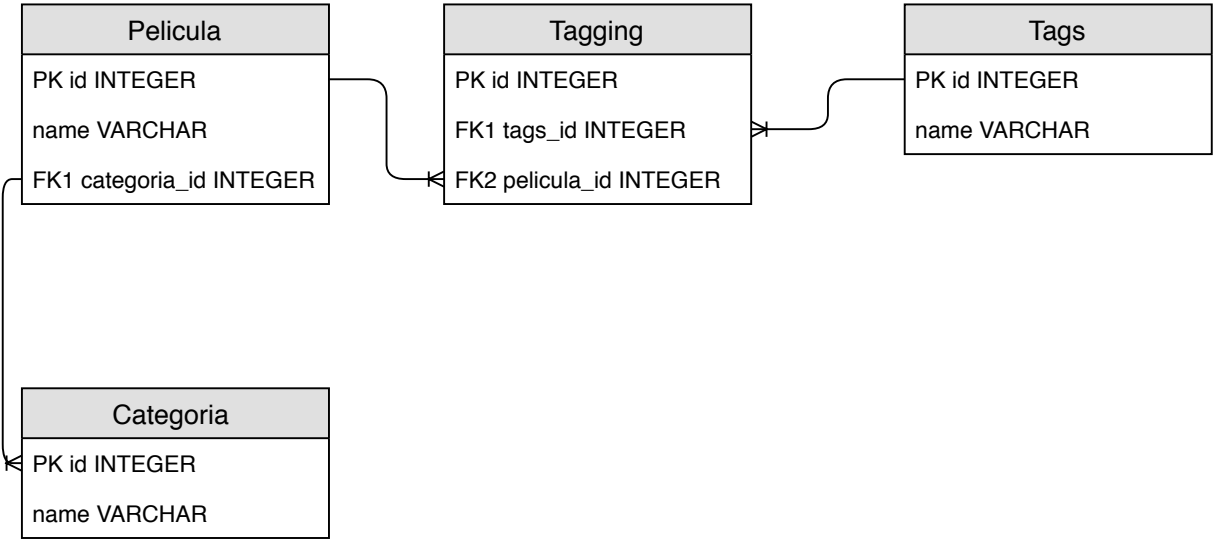 Pelicula
PK id INTEGER
name VARCHAR
FK1 categoria_id INTEGER
Tagging
PK id INTEGER
FK1 tags_id INTEGER
FK2 pelicula_id INTEGER
Tags
PK id INTEGER
name VARCHAR
Categoria
PK id INTEGER
name VARCHAR